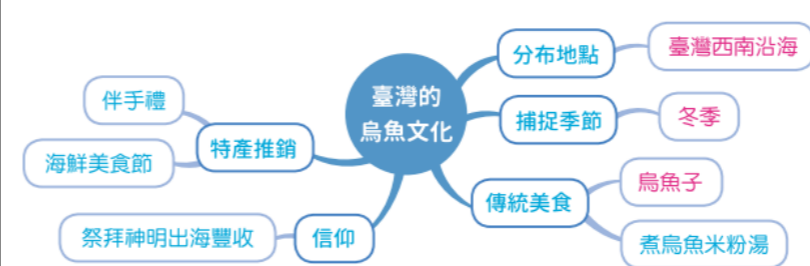 臺灣的
烏魚文化
分布地點
臺灣西南沿海
捕捉季節
冬季
傳統美食
烏魚子
煮烏魚米粉湯
特產推銷
伴手禮
海鮮美食節
信仰
祭拜神明出海豐收